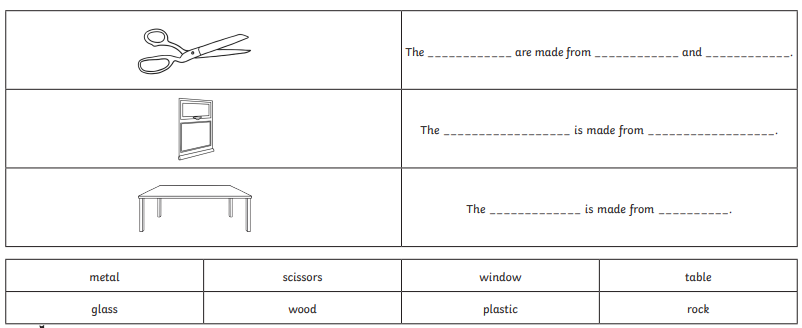 The ____________ are made from ____________ and ____________.
The __________________ is made from __________________.
The _____________ is made from __________.
metal scissors window table
glass wood plastic rock